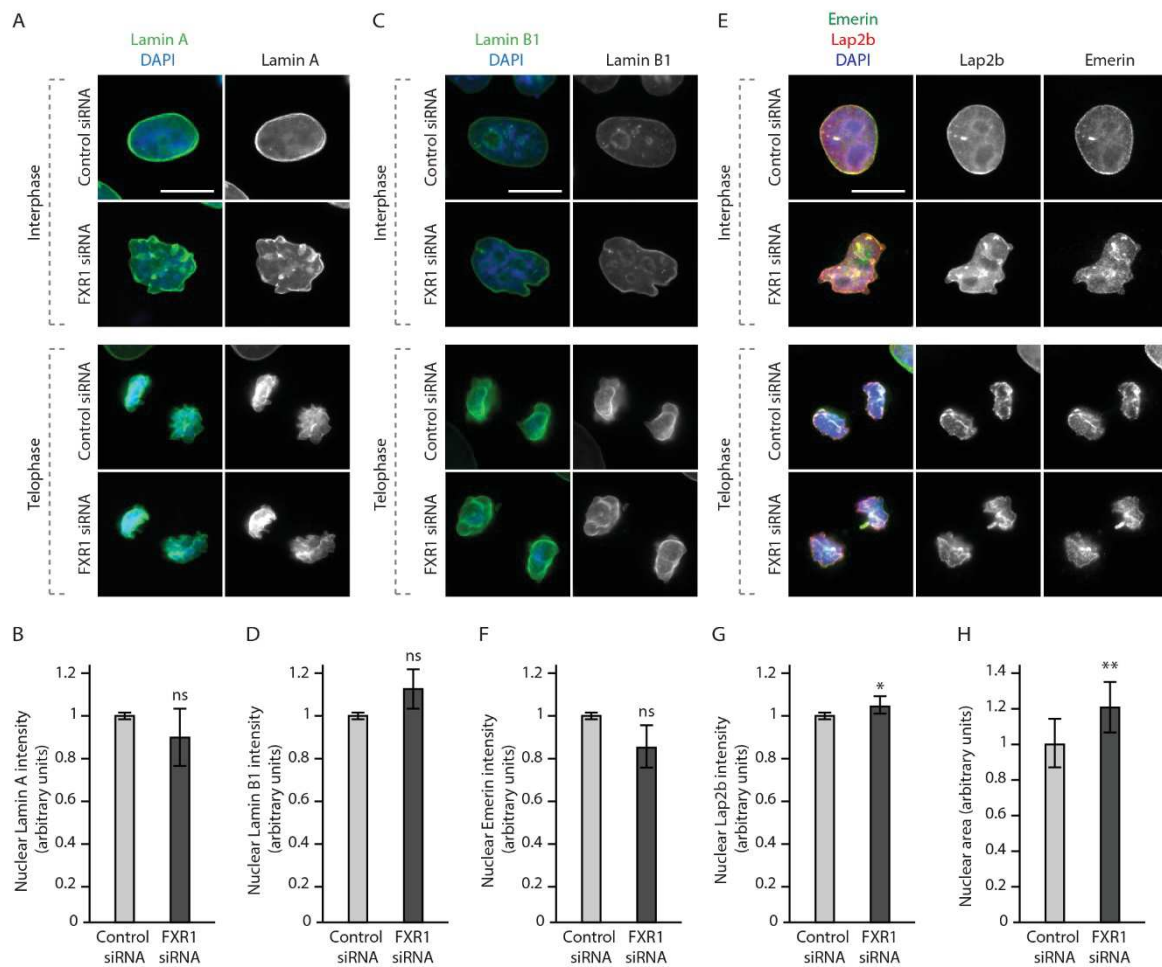 A
Lamin A
DAPI
Lamin A
Interphase
Control siRNA
FXR1 siRNA
Telophase
Control siRNA
FXR1 siRNA
C
Lamin B1
DAPI
Lamin B1
Interphase
Control siRNA
FXR1 siRNA
Telophase
Control siRNA
FXR1 siRNA
E
Emerin
Lap2b
DAPI
Lap2b
Emerin
Interphase
Control siRNA
FXR1 siRNA
Telophase
Control siRNA
FXR1 siRNA
B
Nuclear Lamin A intensity
(arbitrary units)
1.2
1
0.8
0.6
0.4
0.2
0
ns
Control
siRNA
FXR1
siRNA
D
Nuclear Lamin B1 intensity
(arbitrary units)
1.2
1
0.8
0.6
0.4
0.2
0
ns
Control
siRNA
FXR1
siRNA
F
Nuclear Emerin intensity
(arbitrary units)
1.2
1
0.8
0.6
0.4
0.2
0
ns
Control
siRNA
FXR1
siRNA
G
Nuclear Lap2b intensity
(arbitrary units)
1.2
1
0.8
0.6
0.4
0.2
0
*
Control
siRNA
FXR1
siRNA
H
Nuclear area (arbitrary units)
1.4
1.2
1
0.8
0.6
0.4
0.2
0
**
Control
siRNA
FXR1
siRNA